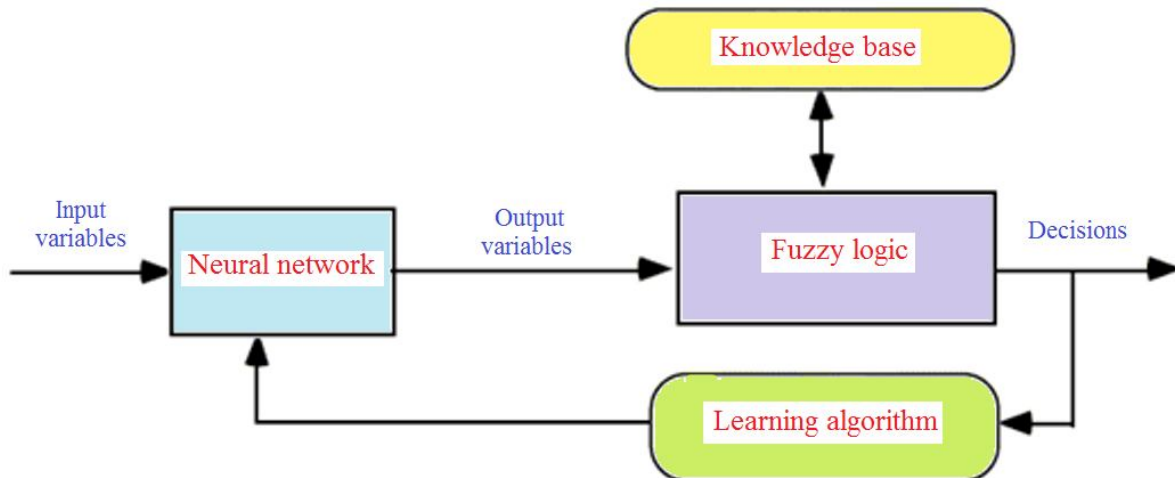 Knowledge base
Input
variables
Neural network
Output
variables
Fuzzy logic
Decisions
Learning algorithm